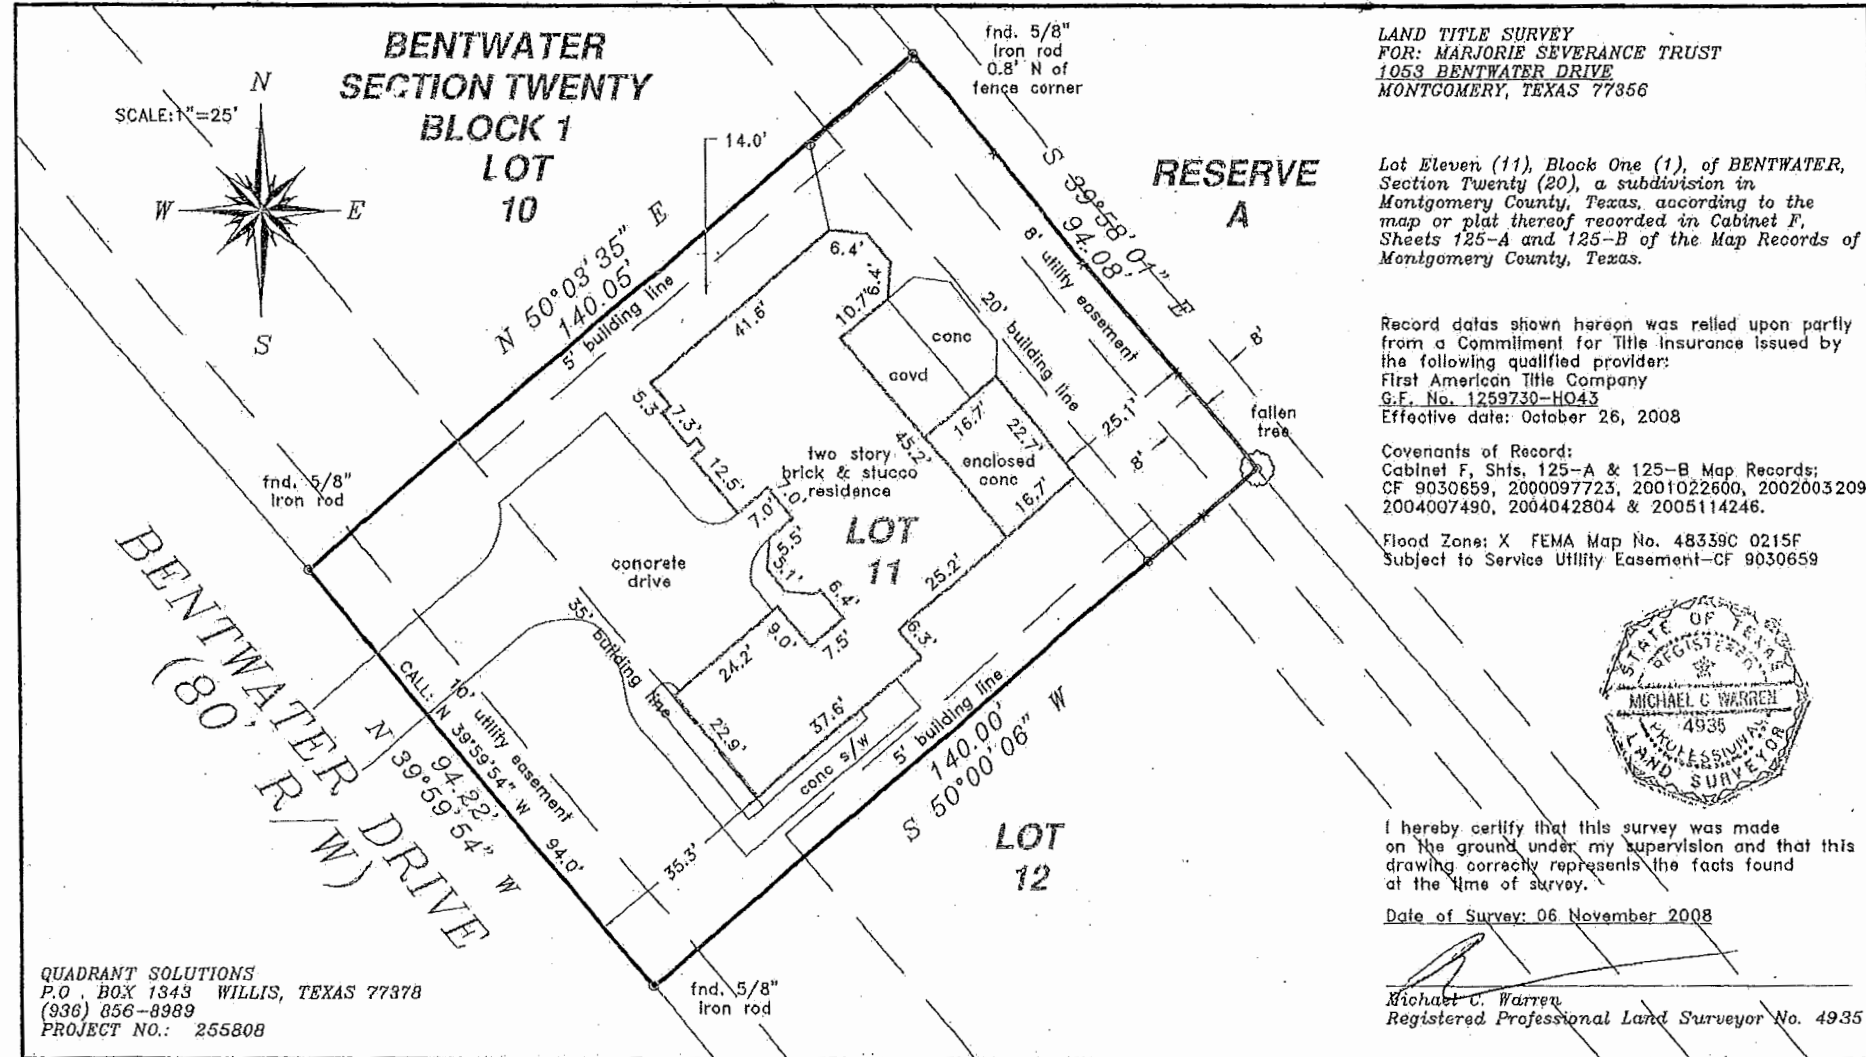 BENTWATER
SECTION TWENTY
BLOCK 1
LOT
10
SCALE:1"=25'
N
W
E
S
fnd. 5/8"
iron rod
0.8' N of
fence corner
14.0'
N 50°03'35" E
140.05'
5' building line
RESERVE
A
S 39°58'04" E
94.08'
8' utility easement
20' building line
8'
25.1'
8'
fallen
tree
6.4'
6.4'
10.7'
41.6'
conc
covd
16.7'
22.7'
45.2'
enclosed
conc
16.7'
5.3'
7.3'
12.5'
two story
brick & stucco
residence
7.0'
7.0'
LOT
11
5.5'
5.1'
6.4'
7.5'
9.0'
25.2'
6.3'
24.2'
22.9'
37.6'
conc s/w
fnd. 5/8"
iron rod
concrete
drive
35' building line
10' utility easement
CALL: N 39°59'54" W
94.0'
94.22'
N 39°59'54" W
BENTWATER DRIVE
(80' R/W)
35.3'
5' building line
140.00'
S 50°00'06" W
LOT
12
fnd. 5/8"
iron rod
QUADRANT SOLUTIONS
P.O. BOX 1343 WILLIS, TEXAS 77378
(936) 856-8989
PROJECT NO.: 255808
LAND TITLE SURVEY
FOR: MARJORIE SEVERANCE TRUST
1053 BENTWATER DRIVE
MONTGOMERY, TEXAS 77356
Lot Eleven (11), Block One (1), of BENTWATER,
Section Twenty (20), a subdivision in
Montgomery County, Texas, according to the
map or plat thereof recorded in Cabinet F,
Sheets 125-A and 125-B of the Map Records of
Montgomery County, Texas.
Record datas shown hereon was relied upon partly
from a Commitment for Title Insurance issued by
the following qualified provider:
First American Title Company
G.F. No. 1259730-HO43
Effective date: October 26, 2008
Covenants of Record:
Cabinet F, Shts. 125-A & 125-B Map Records;
CF 9030659, 2000097723, 2001022600, 2002003209
2004007490, 2004042804 & 2005114246.
Flood Zone: X FEMA Map No. 48339C 0215F
Subject to Service Utility Easement-CF 9030659
STATE OF TEXAS
REGISTERED
MICHAEL C WARREN
4935
PROFESSIONAL
LAND SURVEYOR
I hereby certify that this survey was made
on the ground under my supervision and that this
drawing correctly represents the facts found
at the time of survey.
Date of Survey: 06 November 2008
Michael C. Warren
Registered Professional Land Surveyor No. 4935